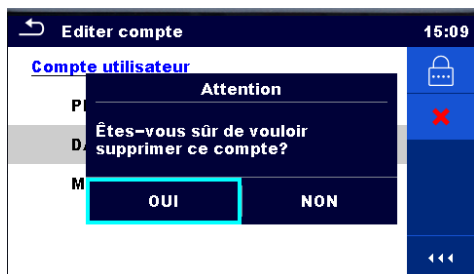 Editer compte
15:09
Compte utilisateur
Attention
Êtes-vous sûr de vouloir
supprimer ce compte?
OUI
NON